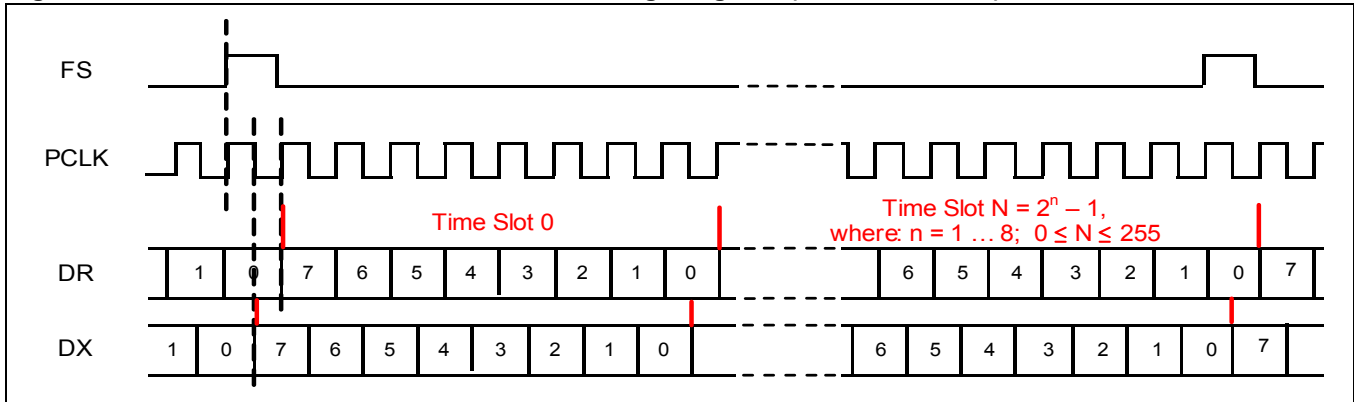 FS
PCLK
Time Slot 0
Time Slot N = 2ⁿ – 1,
where: n = 1 … 8; 0 ≤ N ≤ 255
DR 1 0 7 6 5 4 3 2 1 0 6 5 4 3 2 1 0 7
DX 1 0 7 6 5 4 3 2 1 0 6 5 4 3 2 1 0 7